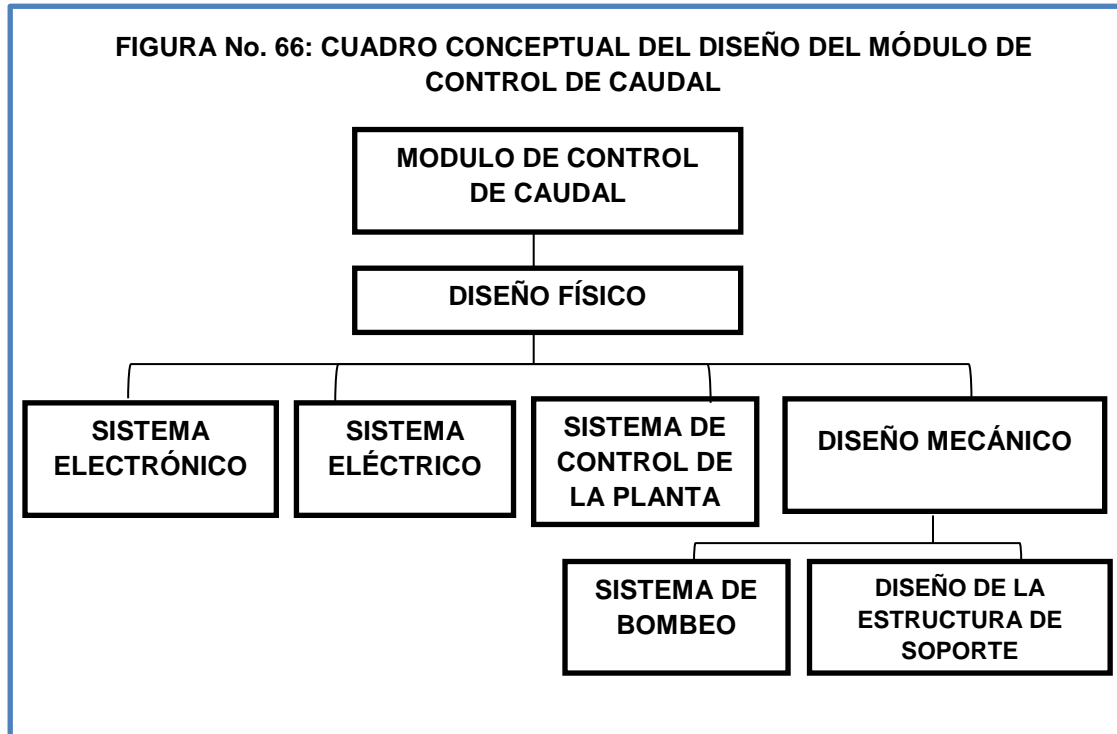 FIGURA No. 66: CUADRO CONCEPTUAL DEL DISEÑO DEL MÓDULO DE
CONTROL DE CAUDAL
MODULO DE CONTROL
DE CAUDAL
DISEÑO FÍSICO
SISTEMA
ELECTRÓNICO
SISTEMA
ELÉCTRICO
SISTEMA DE
CONTROL DE
LA PLANTA
DISEÑO MECÁNICO
SISTEMA DE
BOMBEO
DISEÑO DE LA
ESTRUCTURA DE
SOPORTE